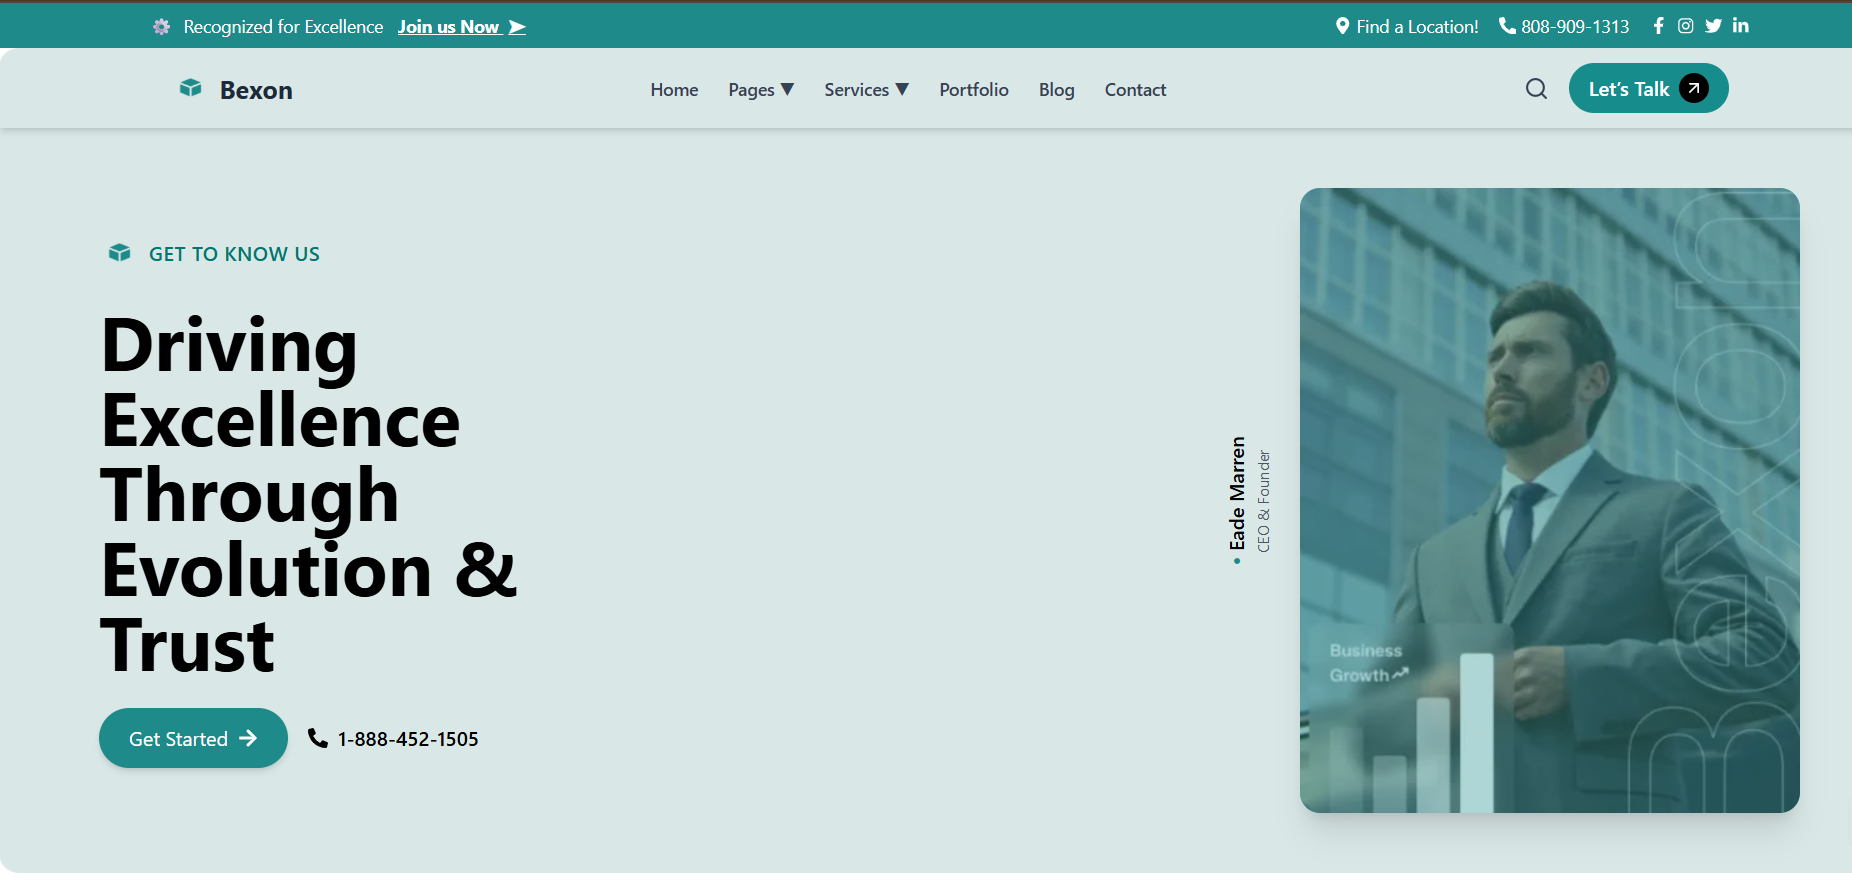 Recognized for Excellence Join us Now
Find a Location! 808-909-1313
Bexon
Home Pages Services Portfolio Blog Contact
Let's Talk
GET TO KNOW US
Driving
Excellence
Through
Evolution &
Trust
Get Started 1-888-452-1505
Eade Marren
CEO & Founder
Business
Growth